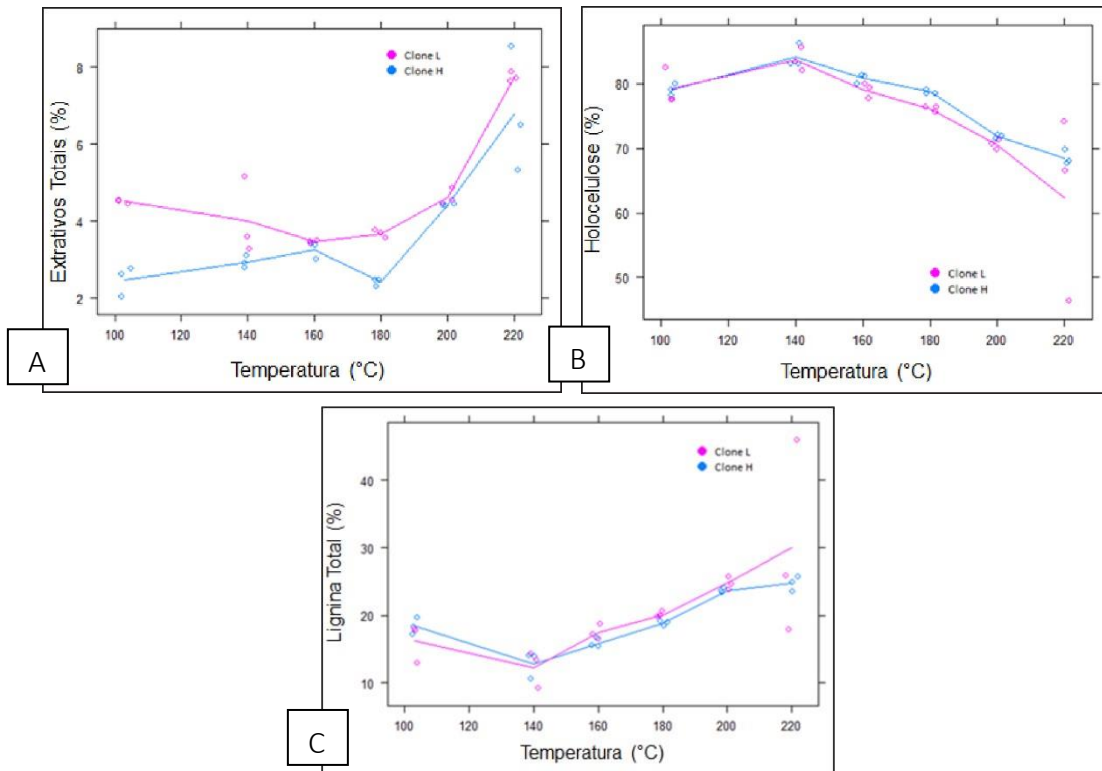 Extrativos Totais (%)
8
6
4
2
Clone L
Clone H
100 120 140 160 180 200 220
Temperatura (°C)
A
Holocelulose (%)
80
70
60
50
Clone L
Clone H
100 120 140 160 180 200 220
Temperatura (°C)
B
Lignina Total (%)
40
30
20
10
Clone L
Clone H
100 120 140 160 180 200 220
Temperatura (°C)
C